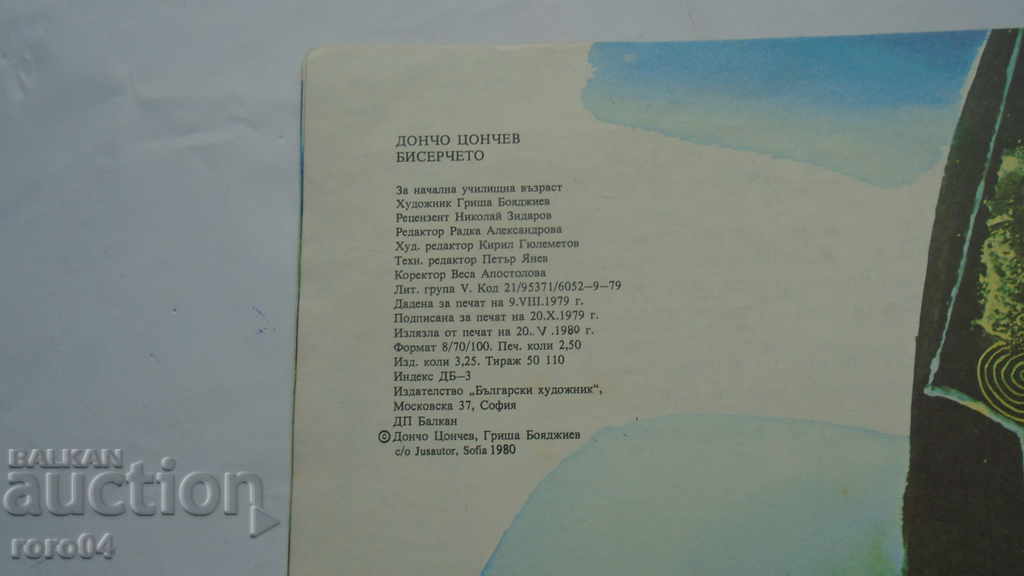 ДОНЧО ЦОНЧЕВ
БИСЕРЧЕТО
За начална училищна възраст
Художник Гриша Бояджиев
Рецензент Николай Зидаров
Редактор Радка Александрова
Худ. редактор Кирил Гюлеметов
Техн. редактор Петър Янев
Коректор Веса Апостолова
Лит. група V. Код 21/95371/6052—9—79
Дадена за печат на 9.VIII.1979 г.
Подписана за печат на 20.X.1979 г.
Излязла от печат на 20. V .1980 г.
Формат 8/70/100. Печ. коли 2,50
Изд. коли 3,25. Тираж 50 110
Индекс ДБ—3
Издателство „Български художник“,
Московска 37, София
ДП Балкан
© Дончо Цончев, Гриша Бояджиев
c/o Jusautor, Sofia 1980
BALKAN
auction
roro04